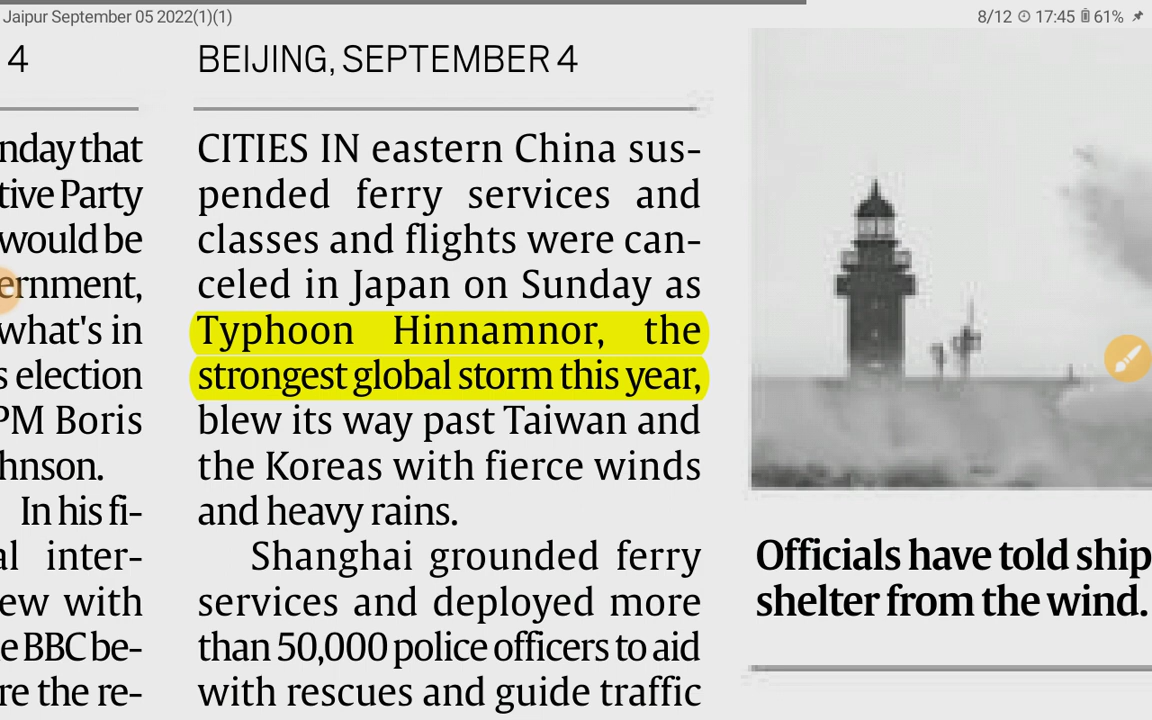 Jaipur September 05 2022(1)(1)
8/12 17:45 61%
4
nday that
tive Party
would be
ernment,
what's in
s election
PM Boris
hnson.
In his fi-
al inter-
ew with
e BBC be-
re the re-
BEIJING, SEPTEMBER 4
CITIES IN eastern China sus-
pended ferry services and
classes and flights were can-
celed in Japan on Sunday as
Typhoon Hinnamnor, the
strongest global storm this year,
blew its way past Taiwan and
the Koreas with fierce winds
and heavy rains.
Shanghai grounded ferry
services and deployed more
than 50,000 police officers to aid
with rescues and guide traffic
Officials have told ship
shelter from the wind.